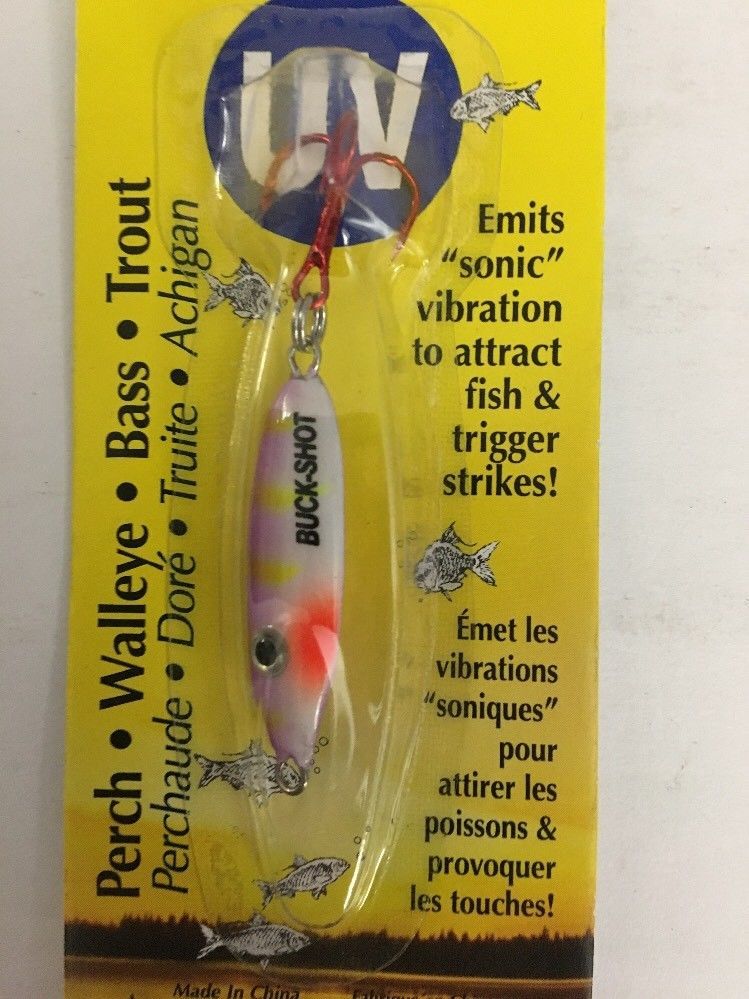 UV
Perch • Walleye • Bass • Trout
Perchaude • Doré • Truite • Achigan
BUCK-SHOT
Emits
“sonic”
vibration
to attract
fish &
trigger
strikes!
Émet les
vibrations
“soniques”
pour
attirer les
poissons &
provoquer
les touches!
Made In China